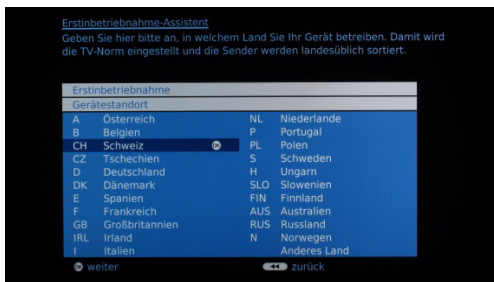 Erstinbetriebnahme-Assistent
Geben Sie hier bitte an, in welchem Land Sie Ihr Gerät betreiben. Damit wird
die TV-Norm eingestellt und die Sender werden landesüblich sortiert.
Erstinbetriebnahme
Gerätestandort
A Österreich NL Niederlande
B Belgien P Portugal
CH Schweiz OK PL Polen
CZ Tschechien S Schweden
D Deutschland H Ungarn
DK Dänemark SLO Slowenien
E Spanien FIN Finnland
F Frankreich AUS Australien
GB Großbritannien RUS Russland
IRL Irland N Norwegen
I Italien Anderes Land
OK weiter zurück